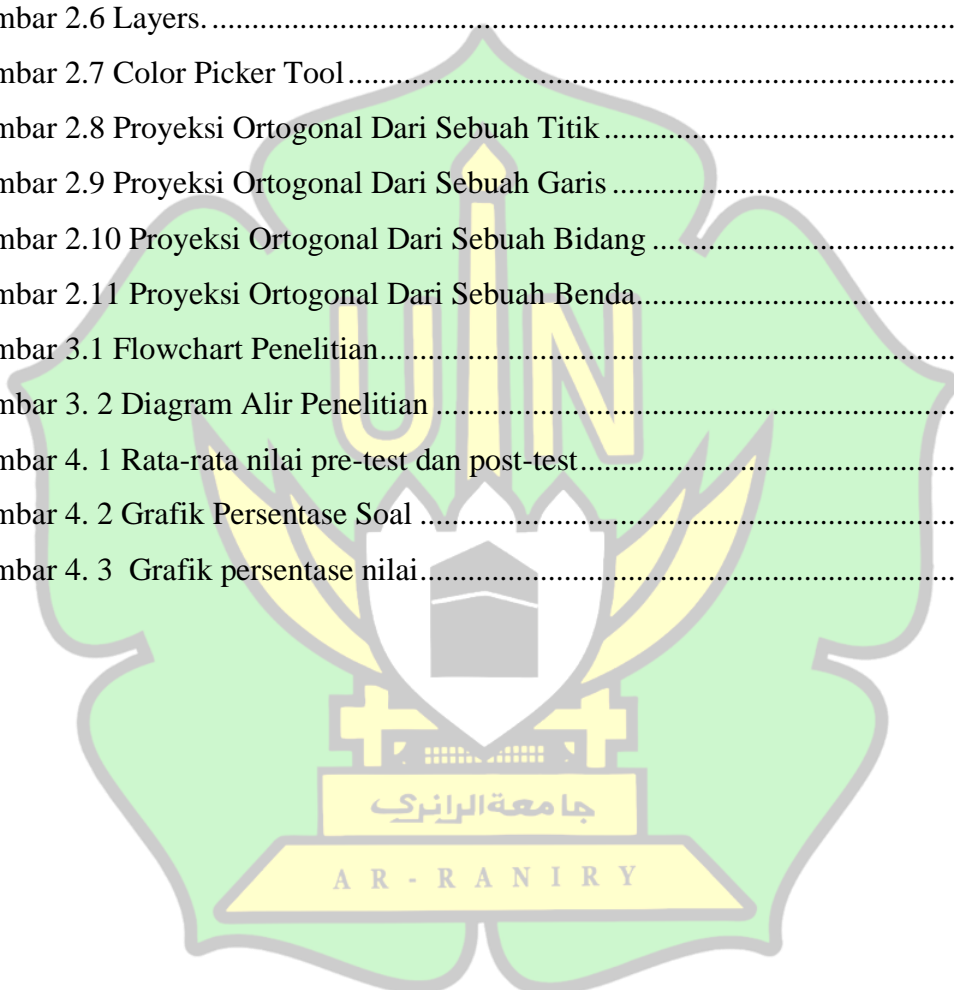 mbar 2.6 Layers. ....................................................................................................
mbar 2.7 Color Picker Tool ....................................................................................
mbar 2.8 Proyeksi Ortogonal Dari Sebuah Titik ..................................................
mbar 2.9 Proyeksi Ortogonal Dari Sebuah Garis .................................................
mbar 2.10 Proyeksi Ortogonal Dari Sebuah Bidang ............................................
mbar 2.11 Proyeksi Ortogonal Dari Sebuah Benda..............................................
mbar 3.1 Flowchart Penelitian................................................................................
mbar 3. 2 Diagram Alir Penelitian .........................................................................
mbar 4. 1 Rata-rata nilai pre-test dan post-test......................................................
mbar 4. 2 Grafik Persentase Soal ...........................................................................
mbar 4. 3  Grafik persentase nilai...........................................................................
UIN
جامعةالرانري
AR-RANIRY